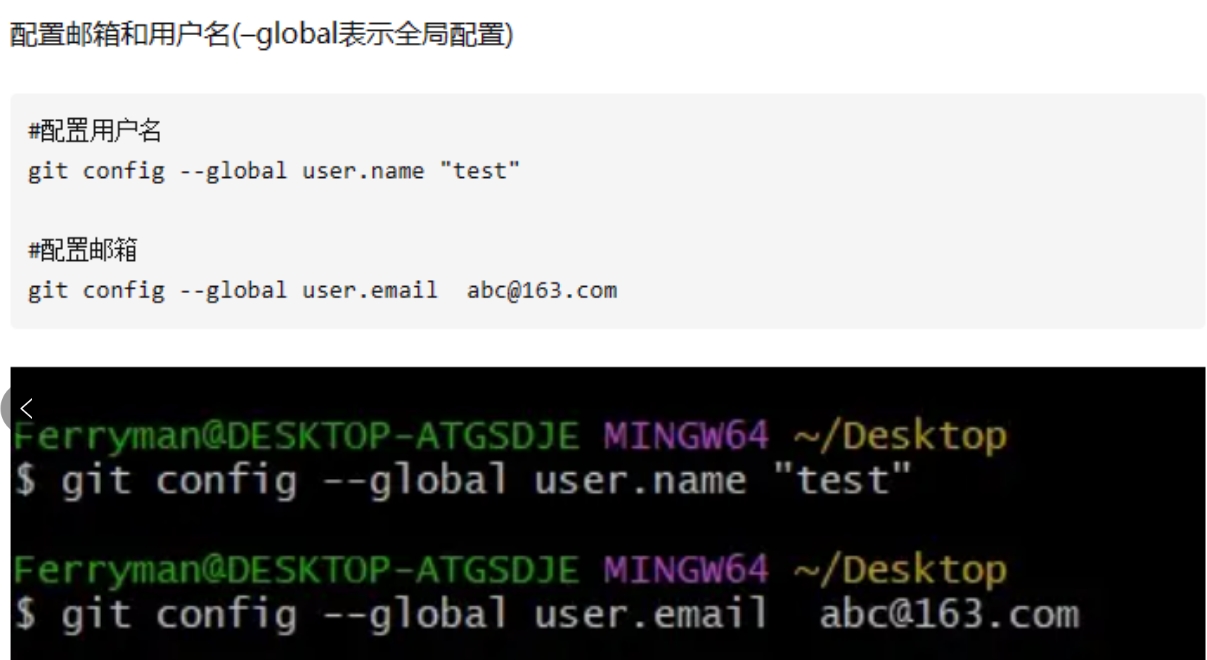 配置邮箱和用户名(–global表示全局配置)
#配置用户名
git config --global user.name "test"
#配置邮箱
git config --global user.email  abc@163.com
Ferryman@DESKTOP-ATGSDJE MINGW64 ~/Desktop
$ git config --global user.name "test"
Ferryman@DESKTOP-ATGSDJE MINGW64 ~/Desktop
$ git config --global user.email  abc@163.com